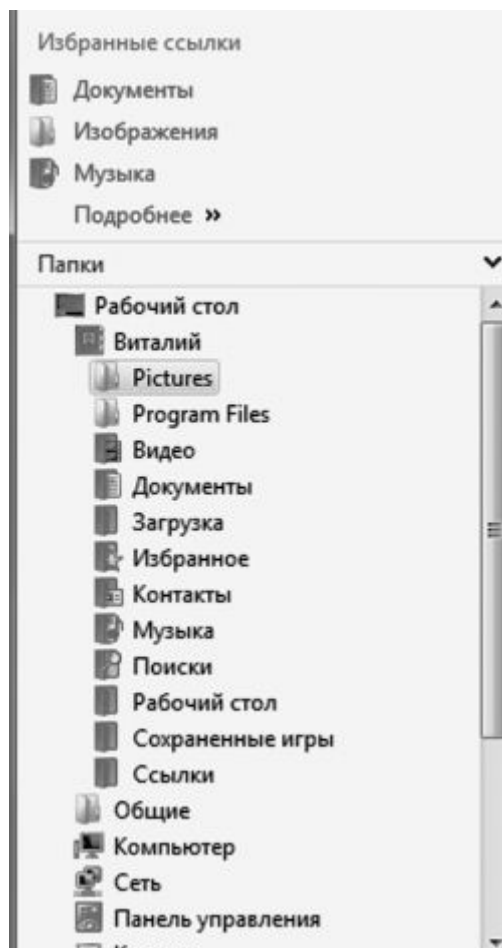 Избранные ссылки
Документы
Изображения
Музыка
Подробнее »
Папки
Рабочий стол
Виталий
Pictures
Program Files
Видео
Документы
Загрузка
Избранное
Контакты
Музыка
Поиски
Рабочий стол
Сохраненные игры
Ссылки
Общие
Компьютер
Сеть
Панель управления